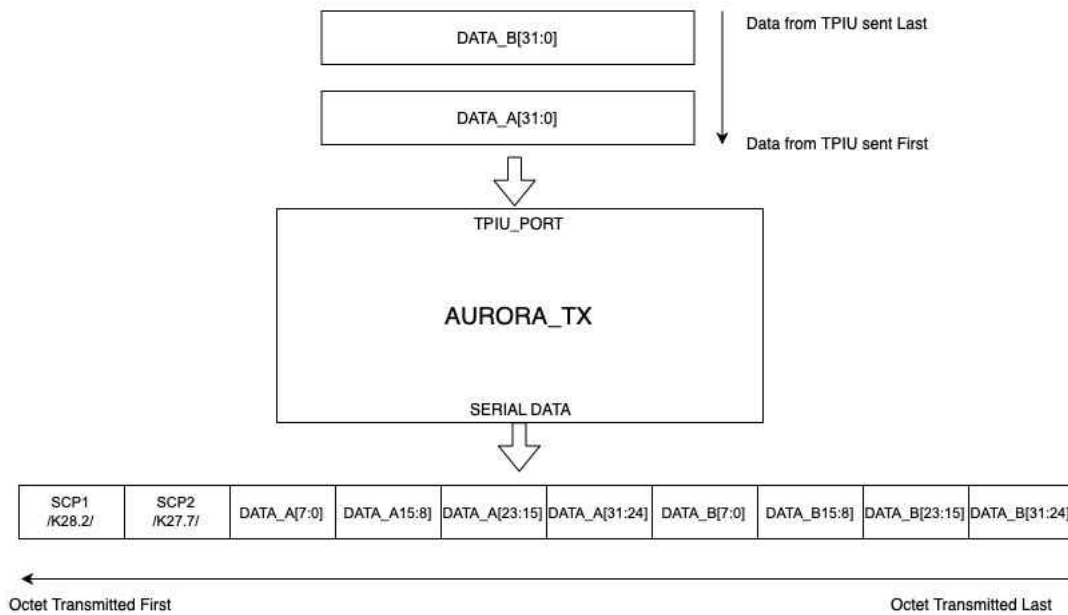 DATA_B[31:0]
Data from TPIU sent Last
DATA_A[31:0]
Data from TPIU sent First
TPIU_PORT
AURORA_TX
SERIAL DATA
SCP1
/K28.2/
SCP2
/K27.7/
DATA_A[7:0]
DATA_A15:8]
DATA_A[23:15]
DATA_A[31:24]
DATA_B[7:0]
DATA_B15:8]
DATA_B[23:15]
DATA_B[31:24]
Octet Transmitted First
Octet Transmitted Last